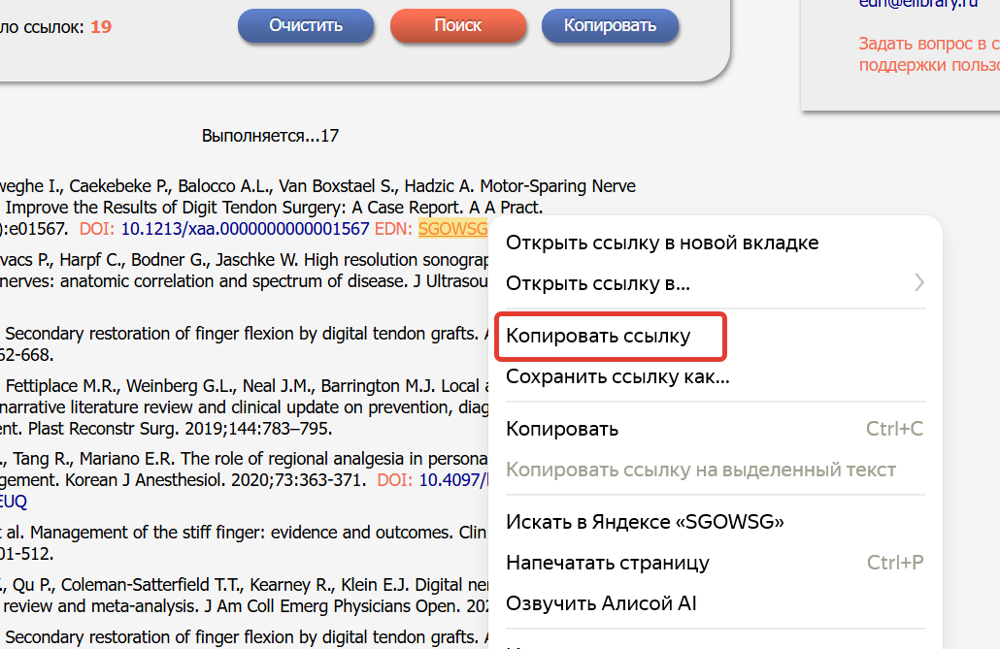 edn@elibrary.ru
ло ссылок: 19
Очистить
Поиск
Копировать
Задать вопрос в с
поддержки пользо
Выполняется...17
weghe I., Caekebeke P., Balocco A.L., Van Boxstael S., Hadzic A. Motor-Sparing Nerve
Improve the Results of Digit Tendon Surgery: A Case Report. A A Pract.
):e01567. DOI: 10.1213/xaa.0000000000001567 EDN: SGOWSG
vacs P., Harpf C., Bodner G., Jaschke W. High resolution sonograp
nerves: anatomic correlation and spectrum of disease. J Ultrasou
Secondary restoration of finger flexion by digital tendon grafts. A
62-668.
Fettiplace M.R., Weinberg G.L., Neal J.M., Barrington M.J. Local a
narrative literature review and clinical update on prevention, diag
ent. Plast Reconstr Surg. 2019;144:783–795.
., Tang R., Mariano E.R. The role of regional analgesia in persona
gement. Korean J Anesthesiol. 2020;73:363-371. DOI: 10.4097/
EUQ
t al. Management of the stiff finger: evidence and outcomes. Clin
01-512.
., Qu P., Coleman-Satterfield T.T., Kearney R., Klein E.J. Digital ner
review and meta-analysis. J Am Coll Emerg Physicians Open. 202
Secondary restoration of finger flexion by digital tendon grafts. A
Открыть ссылку в новой вкладке
Открыть ссылку в...
Копировать ссылку
Сохранить ссылку как...
Копировать Ctrl+C
Копировать ссылку на выделенный текст
Искать в Яндексе «SGOWSG»
Напечатать страницу Ctrl+P
Озвучить Алисой AI